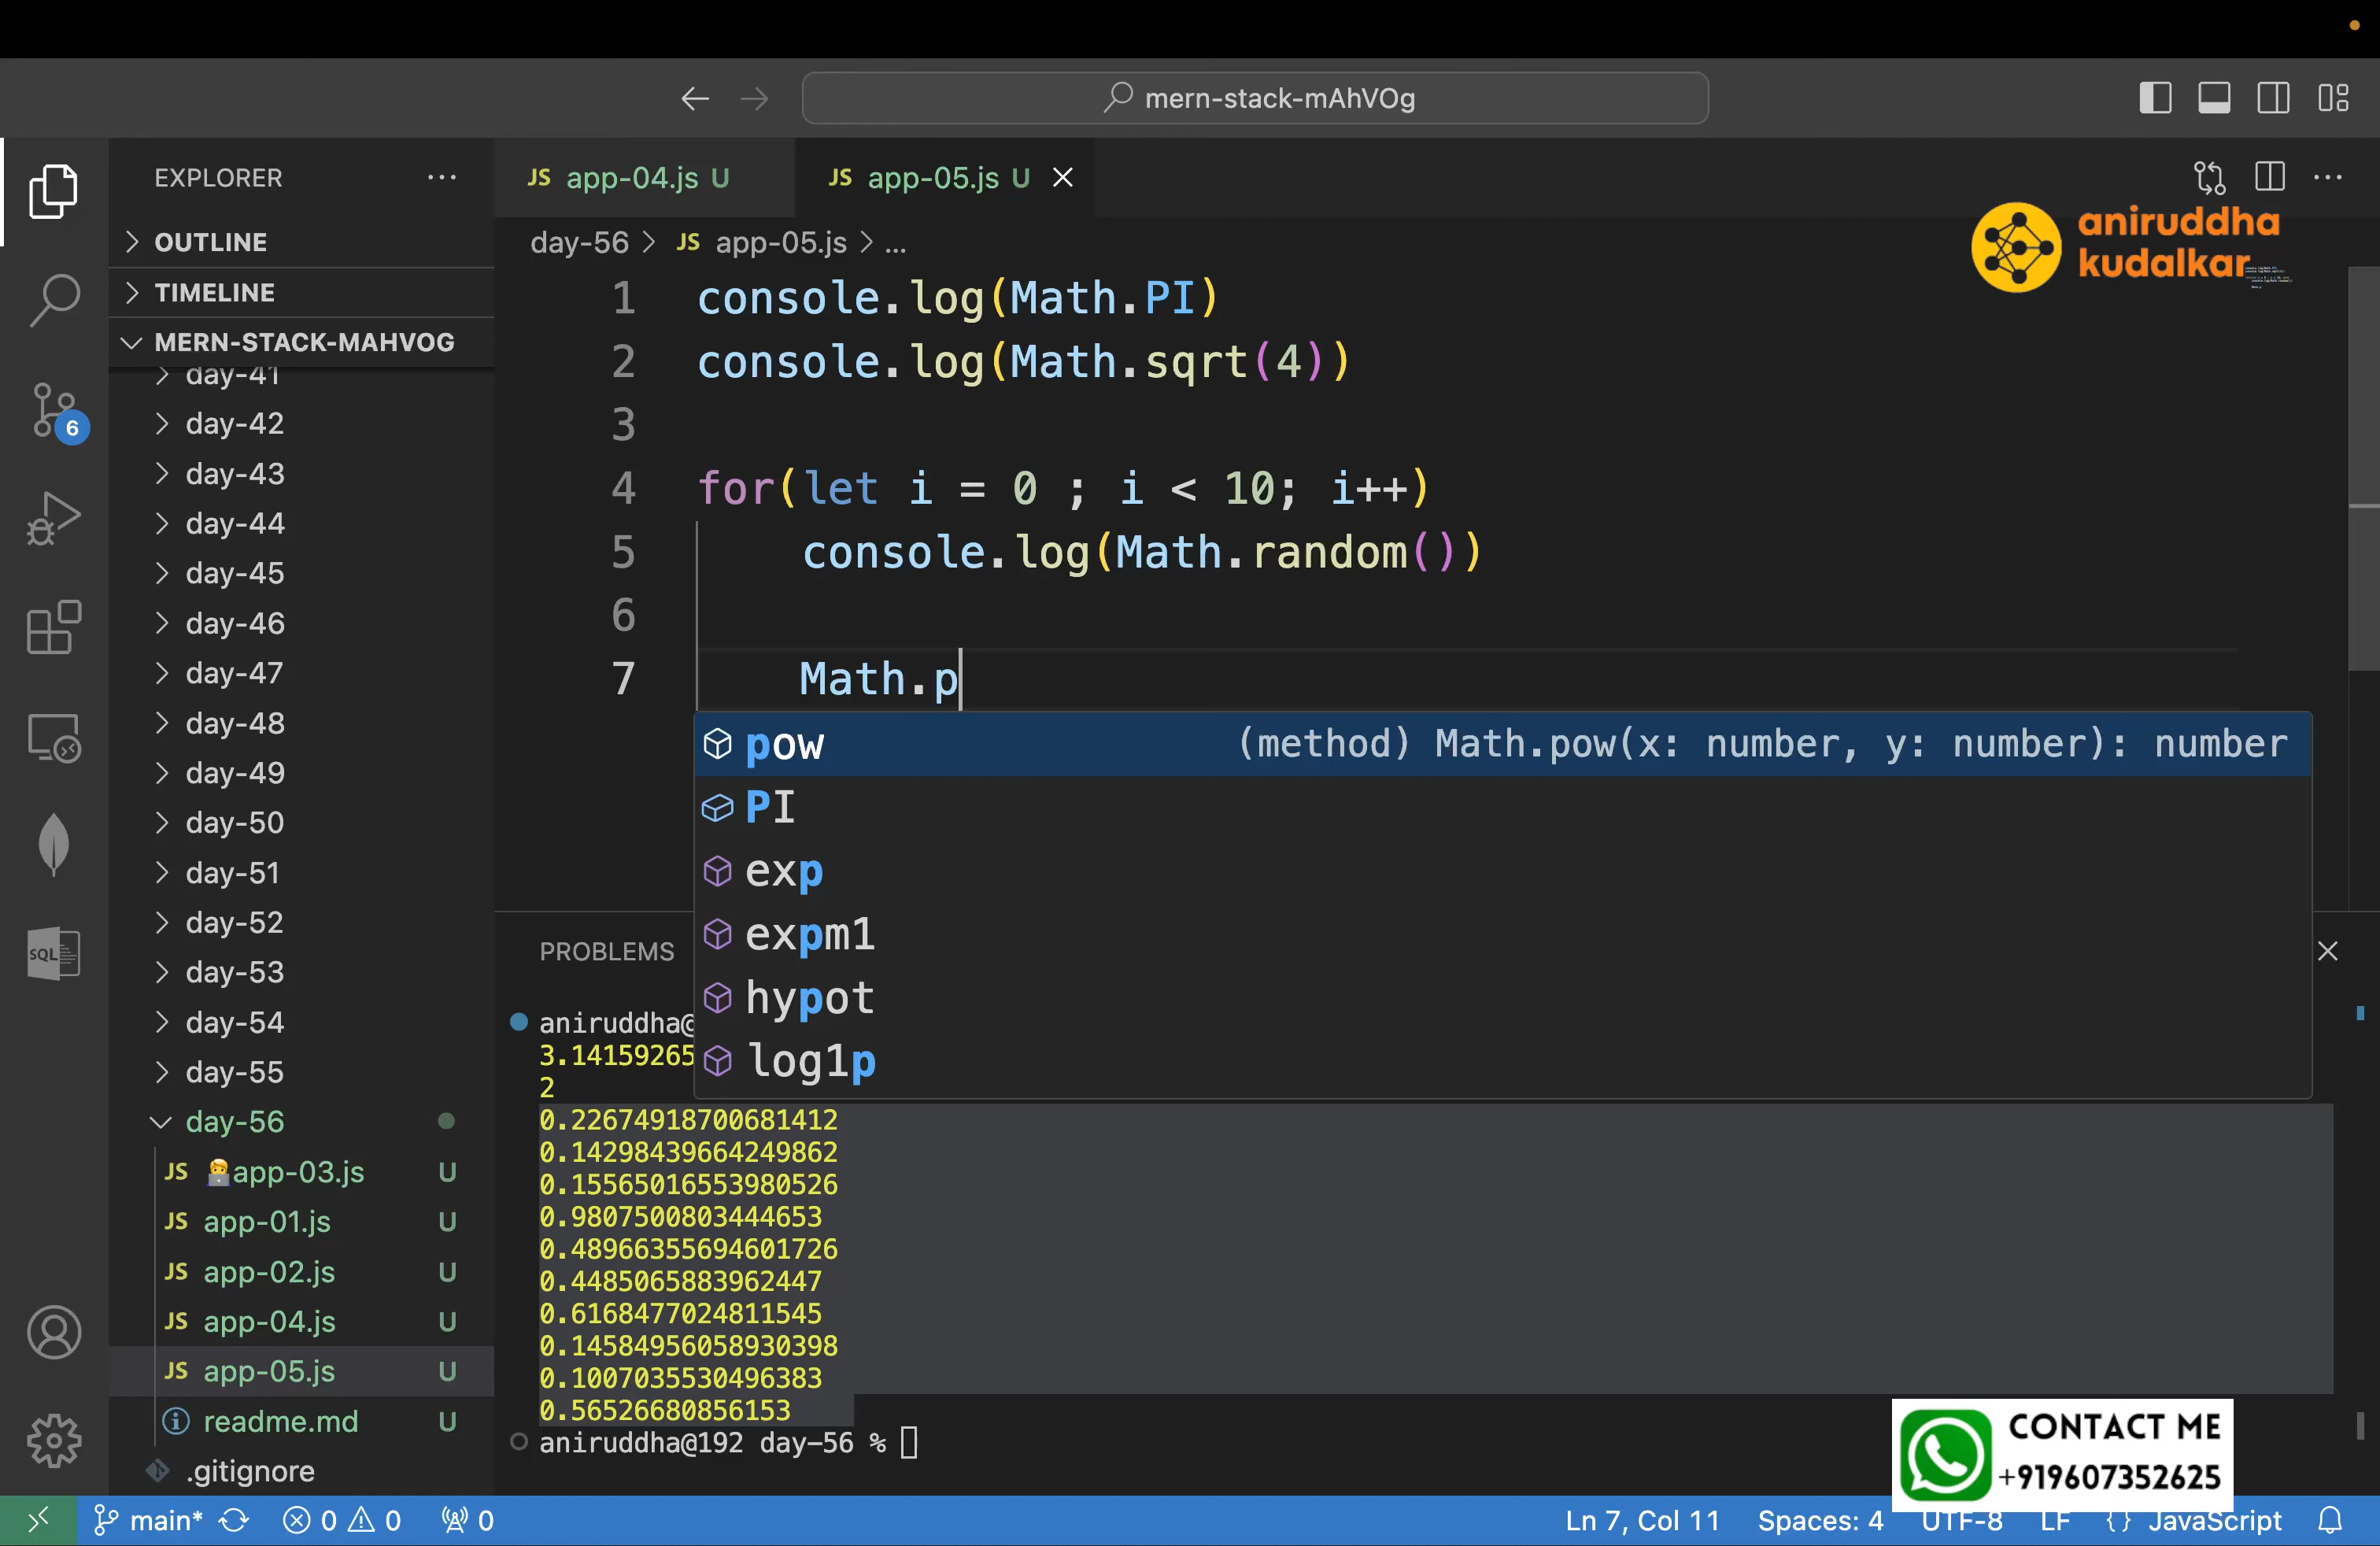 mern-stack-mAhVOg
EXPLORER
OUTLINE
TIMELINE
MERN-STACK-MAHVOG
day-41
day-42
day-43
day-44
day-45
day-46
day-47
day-48
day-49
day-50
day-51
day-52
day-53
day-54
day-55
day-56
JS app-03.js U
JS app-01.js U
JS app-02.js U
JS app-04.js U
JS app-05.js U
readme.md U
.gitignore
6
SQL
JS app-04.js U
JS app-05.js U
day-56 > JS app-05.js > ...
aniruddha
kudalkar
1 console.log(Math.PI)
2 console.log(Math.sqrt(4))
3
4 for(let i = 0 ; i < 10; i++)
5 console.log(Math.random())
6
7 Math.p
pow (method) Math.pow(x: number, y: number): number
PI
exp
expm1
hypot
log1p
PROBLEMS
aniruddha@
3.14159265
2
0.22674918700681412
0.14298439664249862
0.15565016553980526
0.9807500803444653
0.48966355694601726
0.4485065883962447
0.6168477024811545
0.14584956058930398
0.1007035530496383
0.56526680856153
aniruddha@192 day-56 %
CONTACT ME
+919607352625
main* 0 0 0 Ln 7, Col 11 Spaces: 4 UTF-8 LF {} JavaScript